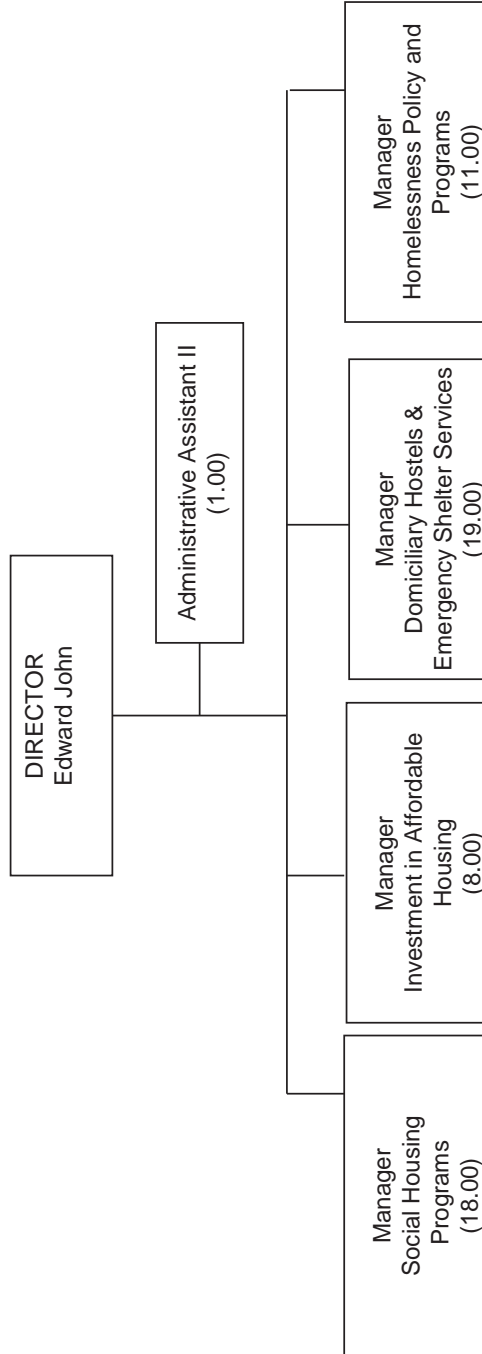 DIRECTOR
Edward John
Administrative Assistant II
(1.00)
Manager
Social Housing
Programs
(18.00)
Manager
Investment in Affordable
Housing
(8.00)
Manager
Domiciliary Hostels &
Emergency Shelter Services
(19.00)
Manager
Homelessness Policy and
Programs
(11.00)